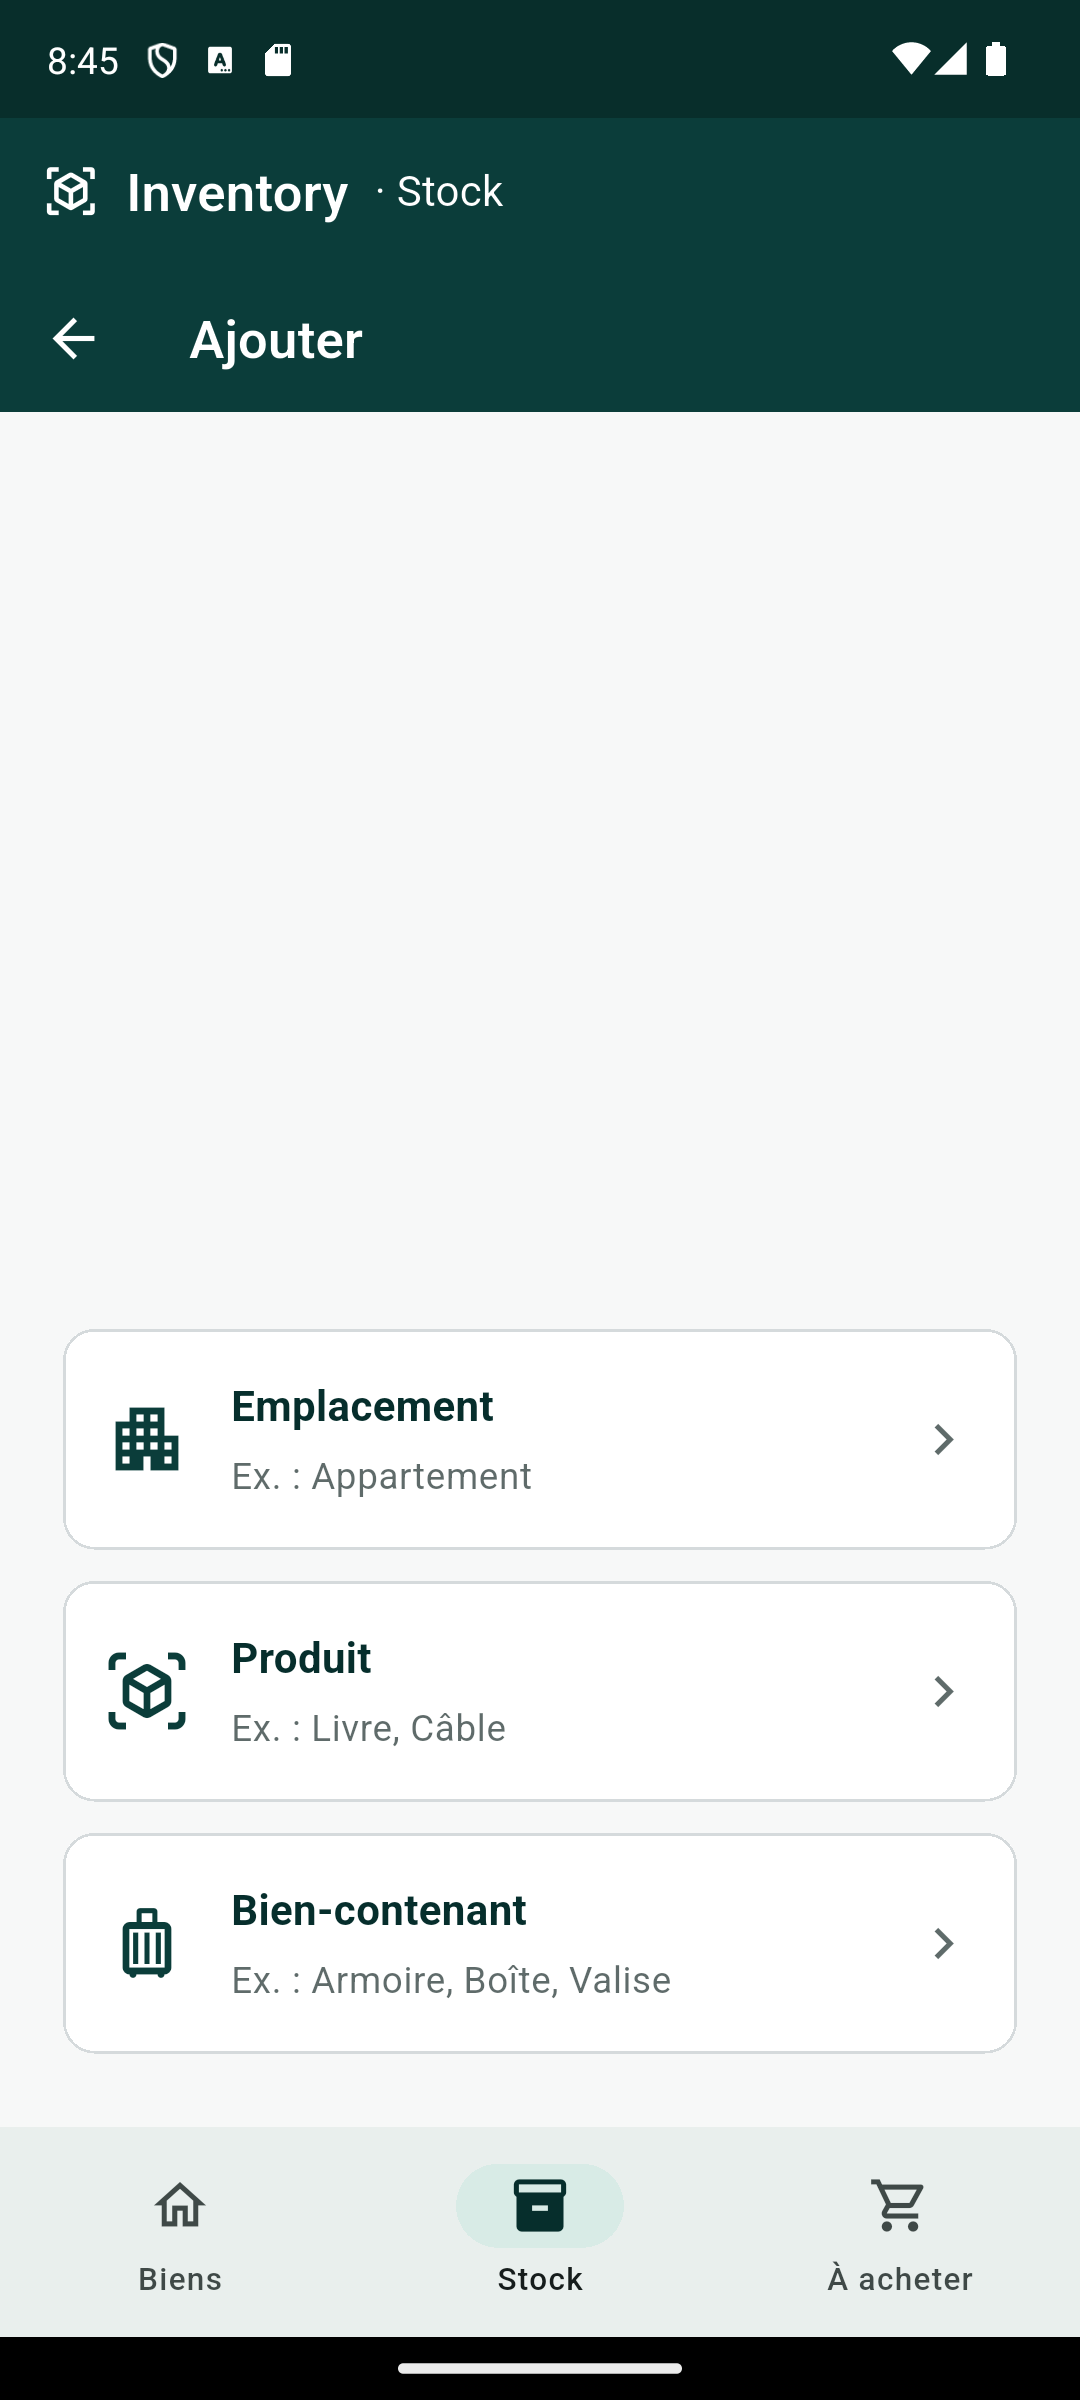 8:45
Inventory · Stock
Ajouter
Emplacement
Ex. : Appartement
Produit
Ex. : Livre, Câble
Bien-contenant
Ex. : Armoire, Boîte, Valise
Biens
Stock
À acheter